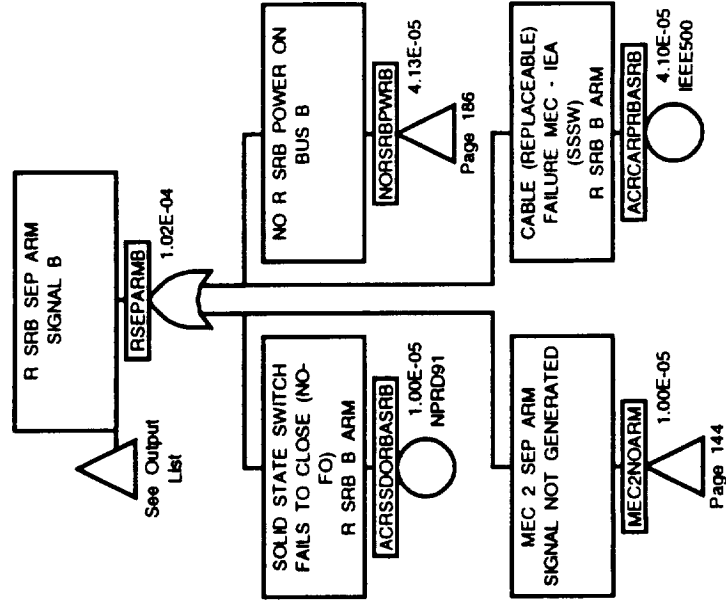 R SRB SEP ARM
SIGNAL B
RSEPARMB
1.02E-04
See Output
List
SOLID STATE SWITCH
FAILS TO CLOSE (NO-
FO)
R SRB B ARM
ACRSSDORBASRB
1.00E-05
NPRD91
NO R SRB POWER ON
BUS B
NORSRBPWRB
4.13E-05
Page 186
MEC 2 SEP ARM
SIGNAL NOT GENERATED
MEC2NOARM
1.00E-05
Page 144
CABLE (REPLACEABLE)
FAILURE MEC - IEA
(SSSW)
R SRB B ARM
ACRCARPRBASRB
4.10E-05
IEEE500